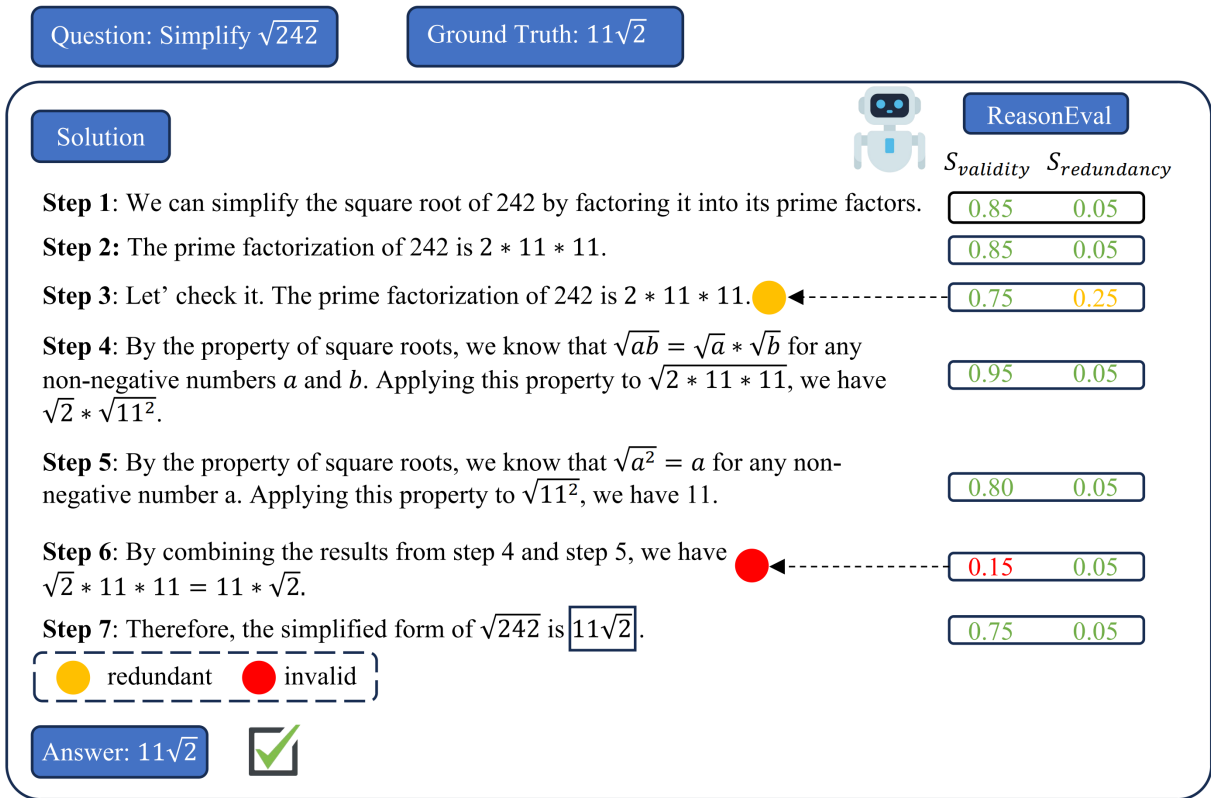 Question: Simplify √242
Ground Truth: 11√2
Solution
ReasonEval
S_validity S_redundancy
Step 1: We can simplify the square root of 242 by factoring it into its prime factors.
0.85 0.05
Step 2: The prime factorization of 242 is 2 ∗ 11 ∗ 11.
0.85 0.05
Step 3: Let’ check it. The prime factorization of 242 is 2 ∗ 11 ∗ 11.
0.75 0.25
Step 4: By the property of square roots, we know that √(ab) = √a ∗ √b for any
non-negative numbers a and b. Applying this property to √(2 ∗ 11 ∗ 11), we have
√2 ∗ √(11²).
0.95 0.05
Step 5: By the property of square roots, we know that √(a²) = a for any non-
negative number a. Applying this property to √(11²), we have 11.
0.80 0.05
Step 6: By combining the results from step 4 and step 5, we have
√2 ∗ 11 ∗ 11 = 11 ∗ √2.
0.15 0.05
Step 7: Therefore, the simplified form of √242 is 11√2.
0.75 0.05
redundant invalid
Answer: 11√2